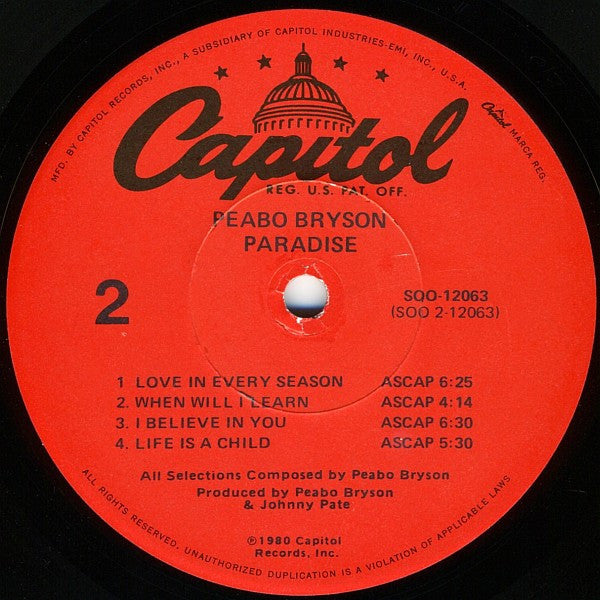 MFD. BY CAPITOL RECORDS, INC., A SUBSIDIARY OF CAPITOL INDUSTRIES-EMI, INC., U.S.A.
Capitol MARCA REG.
Capitol
REG. U.S. PAT. OFF.
PEABO BRYSON
PARADISE
2
SOO-12063
(SOO 2-12063)
1 LOVE IN EVERY SEASON ASCAP 6:25
2. WHEN WILL I LEARN ASCAP 4:14
3. I BELIEVE IN YOU ASCAP 6:30
4. LIFE IS A CHILD ASCAP 5:30
All Selections Composed by Peabo Bryson
Produced by Peabo Bryson
& Johnny Pate
℗1980 Capitol
Records, Inc.
ALL RIGHTS RESERVED. UNAUTHORIZED DUPLICATION IS A VIOLATION OF APPLICABLE LAWS